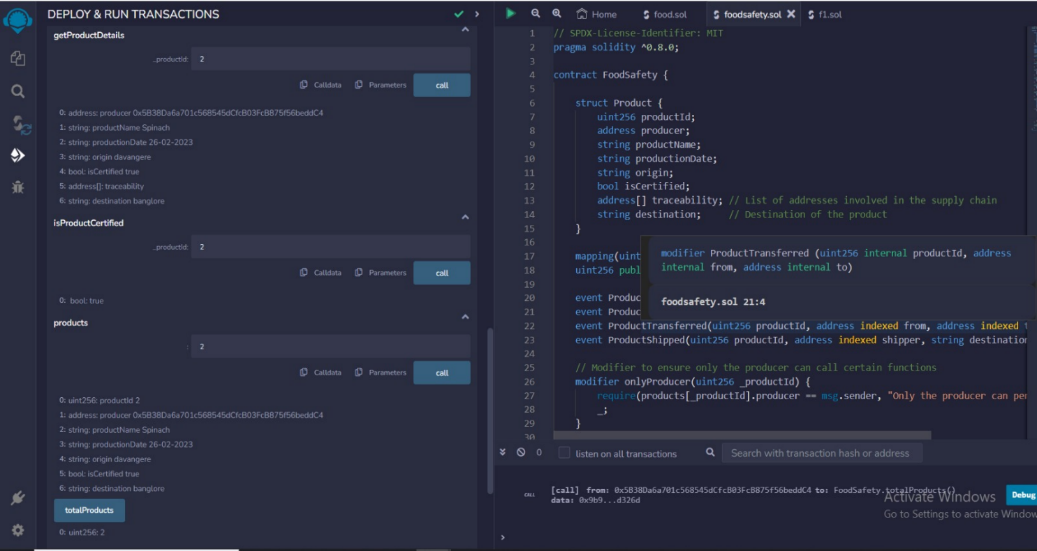 DEPLOY & RUN TRANSACTIONS
getProductDetails
_productId: 2
Calldata Parameters call
0: address: producer 0x5B38Da6a701c568545dCfcB03FcB875f56beddC4
1: string: productName Spinach
2: string: productionDate 26-02-2023
3: string: origin davangere
4: bool: isCertified true
5: address[]: traceability
6: string: destination banglore
isProductCertified
_productId: 2
Calldata Parameters call
0: bool: true
products
: 2
Calldata Parameters call
0: uint256: productId 2
1: address: producer 0x5B38Da6a701c568545dCfcB03FcB875f56beddC4
2: string: productName Spinach
3: string: productionDate 26-02-2023
4: string: origin davangere
5: bool: isCertified true
6: string: destination banglore
totalProducts
0: uint256: 2
Home food.sol foodsafety.sol f1.sol
1 // SPDX-License-Identifier: MIT
2 pragma solidity ^0.8.0;
3
4 contract FoodSafety {
5
6 struct Product {
7 uint256 productId;
8 address producer;
9 string productName;
10 string productionDate;
11 string origin;
12 bool isCertified;
13 address[] traceability; // List of addresses involved in the supply chain
14 string destination; // Destination of the product
15 }
16
17 mapping(uint
18 uint256 publ
19
20 event Produc
21 event Produc
22 event ProductTransferred(uint256 productId, address indexed from, address indexed t
23 event ProductShipped(uint256 productId, address indexed shipper, string destination
24
25 // Modifier to ensure only the producer can call certain functions
26 modifier onlyProducer(uint256 _productId) {
27 require(products[_productId].producer == msg.sender, "Only the producer can per
28 _;
29 }
30
modifier ProductTransferred (uint256 internal productId, address
internal from, address internal to)
foodsafety.sol 21:4
0 listen on all transactions Search with transaction hash or address
CALL [call] from: 0x5B38Da6a701c568545dCfcB03FcB875f56beddC4 to: FoodSafety.totalProducts()
data: 0x9b9...d326d
Debug
Activate Windows
Go to Settings to activate Window
>